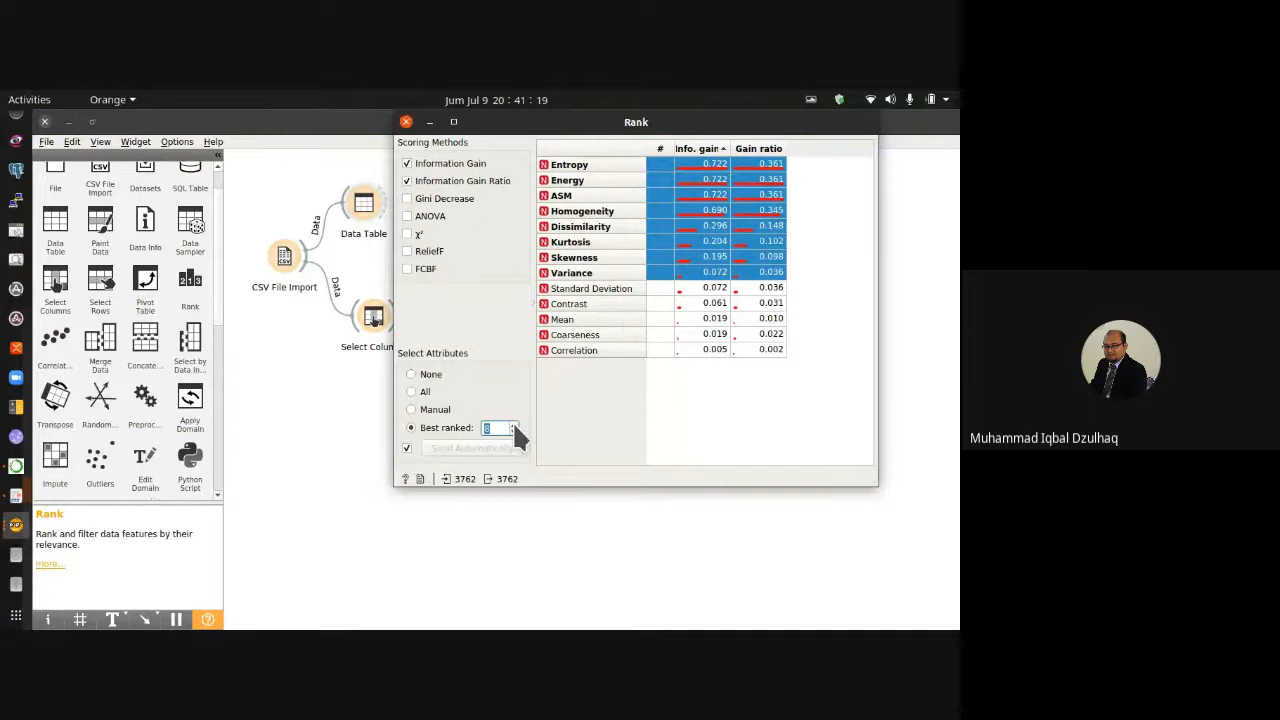 Activities Orange Jum Jul 9 20:41:19
Rank
File Edit View Widget Options Help
File CSV File Import Datasets SQL Table
Data Table Paint Data Data Info Data Sampler
Select Columns Select Rows Pivot Table Rank
Correlat... Merge Data Concate... Select by Data In...
Transpose Random... Preproc... Apply Domain
Impute Outliers Edit Domain Python Script
Rank
Rank and filter data features by their relevance.
more...
CSV File Import
Data
Data Table
Data
Select Colum
Scoring Methods
Information Gain
Information Gain Ratio
Gini Decrease
ANOVA
χ²
ReliefF
FCBF
Select Attributes
None
All
Manual
Best ranked: 8
Send Automatically
3762 3762
# Info. gain Gain ratio
N Entropy 0.722 0.361
N Energy 0.722 0.361
N ASM 0.722 0.361
N Homogeneity 0.690 0.345
N Dissimilarity 0.296 0.148
N Kurtosis 0.204 0.102
N Skewness 0.195 0.098
N Variance 0.072 0.036
N Standard Deviation 0.072 0.036
N Contrast 0.061 0.031
N Mean 0.019 0.010
N Coarseness 0.019 0.022
N Correlation 0.005 0.002
Muhammad Iqbal Dzulhaq